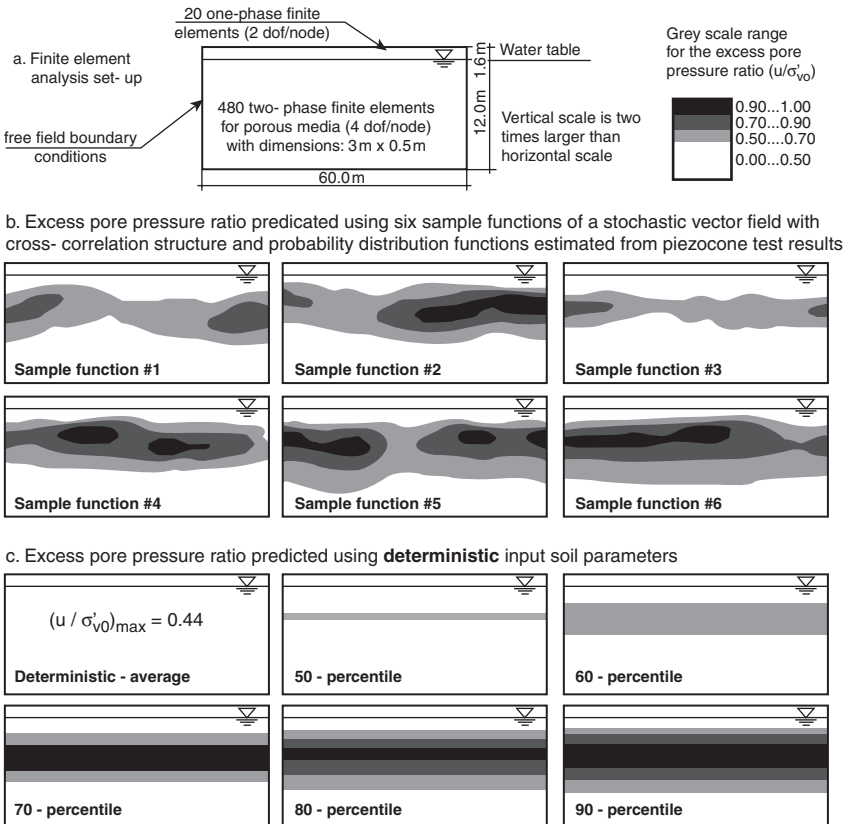 20 one-phase finite
elements (2 dof/node)
a. Finite element
analysis set- up
Water table
1.6m
12.0m
480 two- phase finite elements
for porous media (4 dof/node)
with dimensions: 3m x 0.5m
free field boundary
conditions
60.0m
Vertical scale is two
times larger than
horizontal scale
Grey scale range
for the excess pore
pressure ratio (u/σ'vo)
0.90...1.00
0.70...0.90
0.50....0.70
0.00...0.50
b. Excess pore pressure ratio predicated using six sample functions of a stochastic vector field with
cross- correlation structure and probability distribution functions estimated from piezocone test results
Sample function #1
Sample function #2
Sample function #3
Sample function #4
Sample function #5
Sample function #6
c. Excess pore pressure ratio predicted using deterministic input soil parameters
(u / σ'v0)max = 0.44
Deterministic - average
50 - percentile
60 - percentile
70 - percentile
80 - percentile
90 - percentile